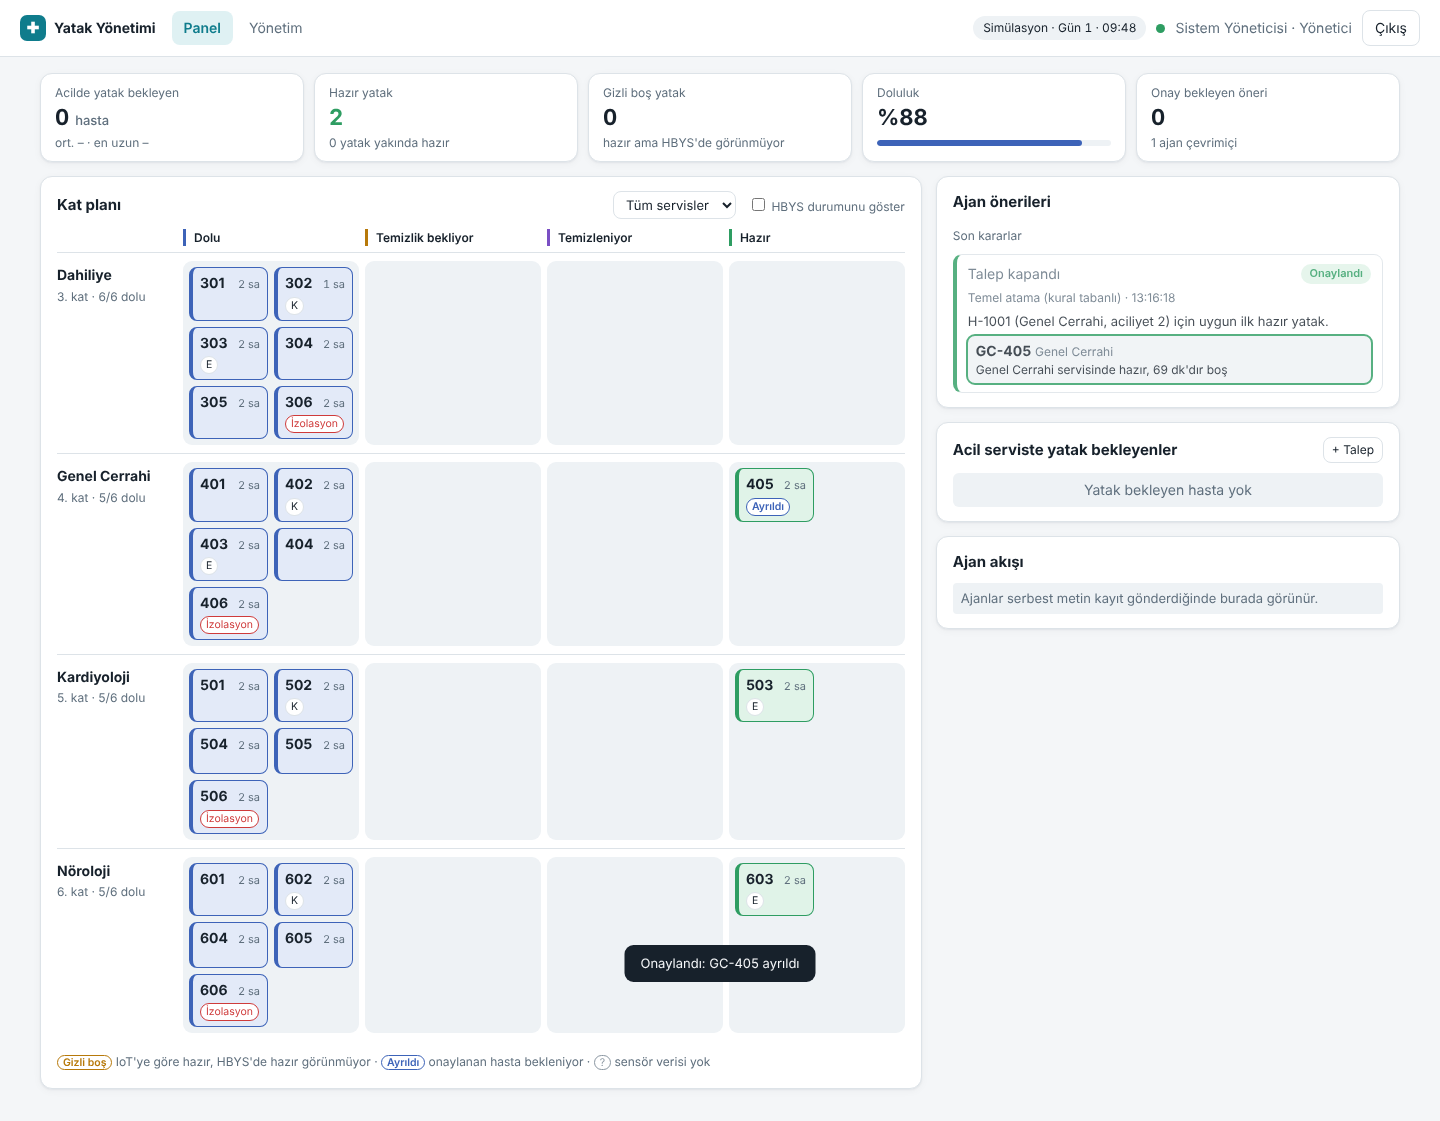 Yatak Yönetimi
Panel
Yönetim
Simülasyon · Gün 1 · 09:48
Sistem Yöneticisi · Yönetici
Çıkış
Acilde yatak bekleyen
0 hasta
ort. – · en uzun –
Hazır yatak
2
0 yatak yakında hazır
Gizli boş yatak
0
hazır ama HBYS'de görünmüyor
Doluluk
%88
Onay bekleyen öneri
0
1 ajan çevrimiçi
Kat planı
Tüm servisler
HBYS durumunu göster
Dolu
Temizlik bekliyor
Temizleniyor
Hazır
Dahiliye
3. kat · 6/6 dolu
301 2 sa
302 1 sa
K
303 2 sa
E
304 2 sa
305 2 sa
306 2 sa
İzolasyon
Genel Cerrahi
4. kat · 5/6 dolu
401 2 sa
402 2 sa
K
403 2 sa
E
404 2 sa
406 2 sa
İzolasyon
405 2 sa
Ayrıldı
Kardiyoloji
5. kat · 5/6 dolu
501 2 sa
502 2 sa
K
504 2 sa
505 2 sa
506 2 sa
İzolasyon
503 2 sa
E
Nöroloji
6. kat · 5/6 dolu
601 2 sa
602 2 sa
K
604 2 sa
605 2 sa
606 2 sa
İzolasyon
603 2 sa
E
Onaylandı: GC-405 ayrıldı
Gizli boş IoT'ye göre hazır, HBYS'de hazır görünmüyor · Ayrıldı onaylanan hasta bekleniyor · ? sensör verisi yok
Ajan önerileri
Son kararlar
Talep kapandı
Onaylandı
Temel atama (kural tabanlı) · 13:16:18
H-1001 (Genel Cerrahi, aciliyet 2) için uygun ilk hazır yatak.
GC-405 Genel Cerrahi
Genel Cerrahi servisinde hazır, 69 dk'dır boş
Acil serviste yatak bekleyenler
+ Talep
Yatak bekleyen hasta yok
Ajan akışı
Ajanlar serbest metin kayıt gönderdiğinde burada görünür.